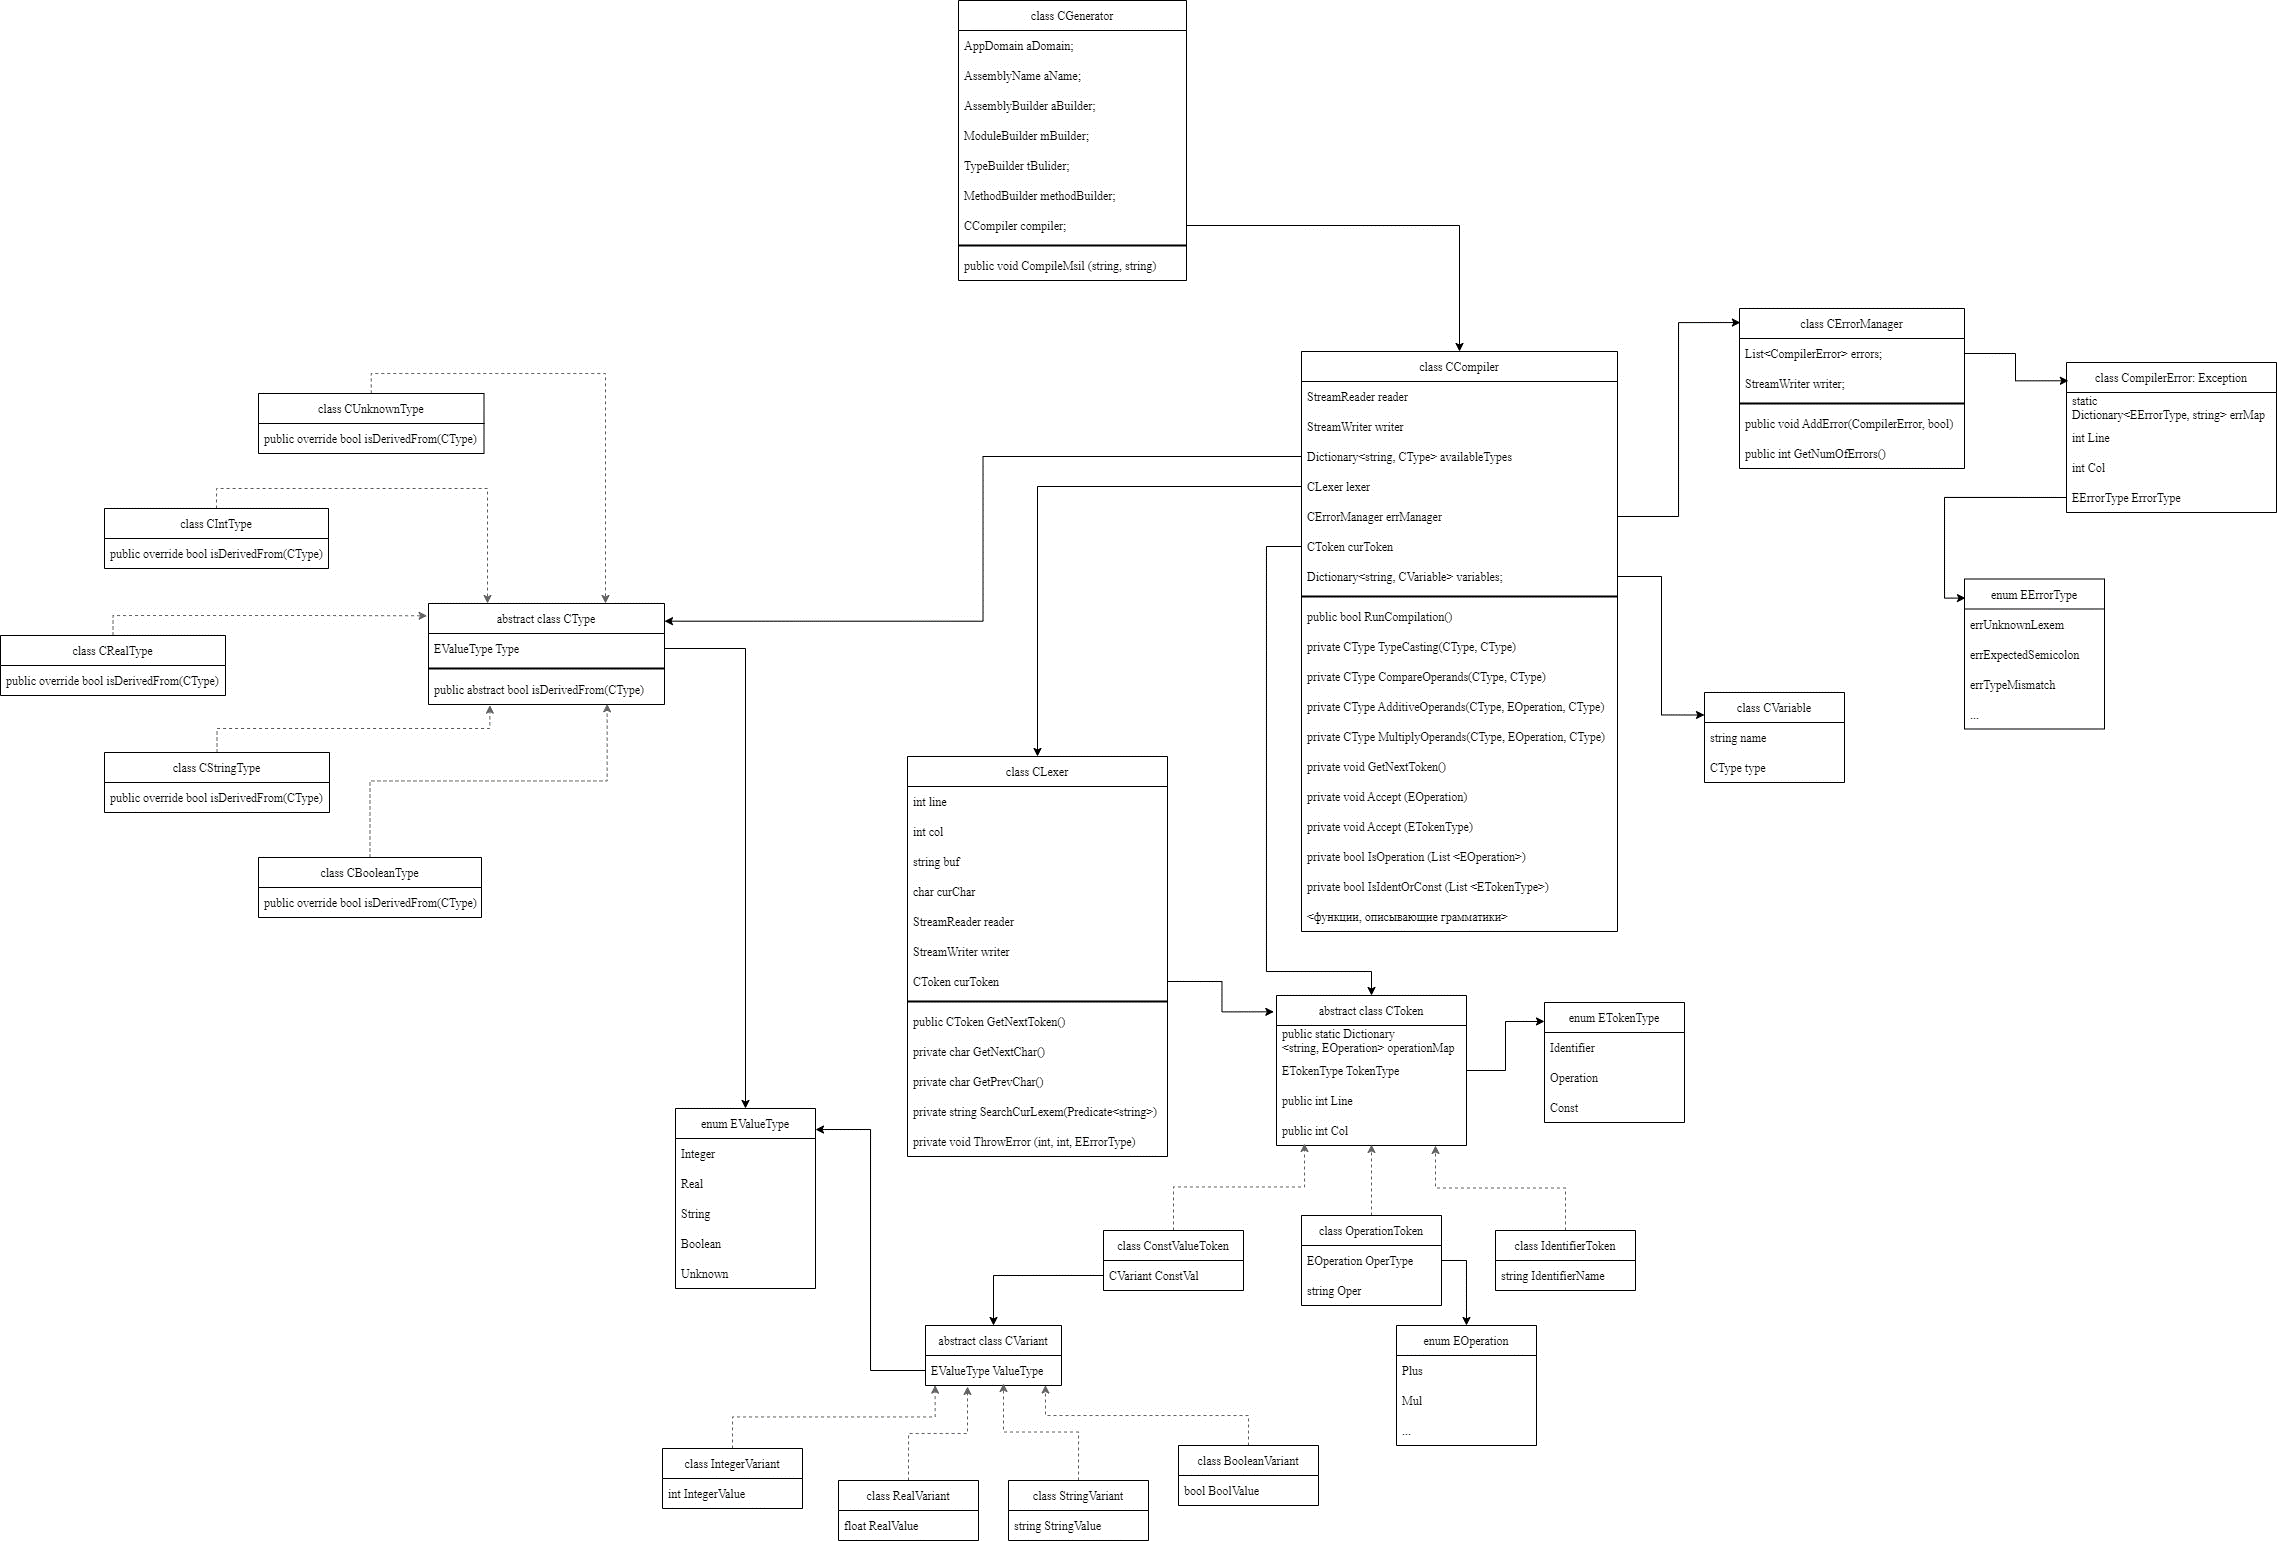 class CGenerator
AppDomain aDomain;
AssemblyName aName;
AssemblyBuilder aBuilder;
ModuleBuilder mBuilder;
TypeBuilder tBulider;
MethodBuilder methodBuilder;
CCompiler compiler;
public void CompileMsil (string, string)
class CErrorManager
List<CompilerError> errors;
StreamWriter writer;
public void AddError(CompilerError, bool)
public int GetNumOfErrors()
class CompilerError: Exception
static
Dictionary<EErrorType, string> errMap
int Line
int Col
EErrorType ErrorType
class CCompiler
StreamReader reader
StreamWriter writer
Dictionary<string, CType> availableTypes
CLexer lexer
CErrorManager errManager
CToken curToken
Dictionary<string, CVariable> variables;
public bool RunCompilation()
private CType TypeCasting(CType, CType)
private CType CompareOperands(CType, CType)
private CType AdditiveOperands(CType, EOperation, CType)
private CType MultiplyOperands(CType, EOperation, CType)
private void GetNextToken()
private void Accept (EOperation)
private void Accept (ETokenType)
private bool IsOperation (List <EOperation>)
private bool IsIdentOrConst (List <ETokenType>)
<функции, описывающие грамматики>
class CUnknownType
public override bool isDerivedFrom(CType)
class CIntType
public override bool isDerivedFrom(CType)
class CRealType
public override bool isDerivedFrom(CType)
abstract class CType
EValueType Type
public abstract bool isDerivedFrom(CType)
class CStringType
public override bool isDerivedFrom(CType)
class CBooleanType
public override bool isDerivedFrom(CType)
enum EErrorType
errUnknownLexem
errExpectedSemicolon
errTypeMismatch
...
class CVariable
string name
CType type
class CLexer
int line
int col
string buf
char curChar
StreamReader reader
StreamWriter writer
CToken curToken
public CToken GetNextToken()
private char GetNextChar()
private char GetPrevChar()
private string SearchCurLexem(Predicate<string>)
private void ThrowError (int, int, EErrorType)
abstract class CToken
public static Dictionary
<string, EOperation> operationMap
ETokenType TokenType
public int Line
public int Col
enum ETokenType
Identifier
Operation
Const
enum EValueType
Integer
Real
String
Boolean
Unknown
class ConstValueToken
CVariant ConstVal
class OperationToken
EOperation OperType
string Oper
class IdentifierToken
string IdentifierName
abstract class CVariant
EValueType ValueType
enum EOperation
Plus
Mul
...
class IntegerVariant
int IntegerValue
class RealVariant
float RealValue
class StringVariant
string StringValue
class BooleanVariant
bool BoolValue